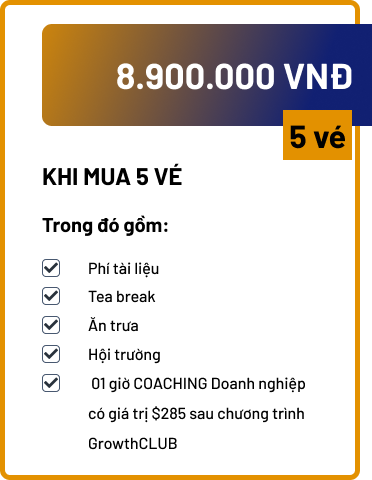 8.900.000 VNĐ
5 vé
KHI MUA 5 VÉ
Trong đó gồm:
Phí tài liệu
Tea break
Ăn trưa
Hội trường
01 giờ COACHING Doanh nghiệp
có giá trị $285 sau chương trình
GrowthCLUB